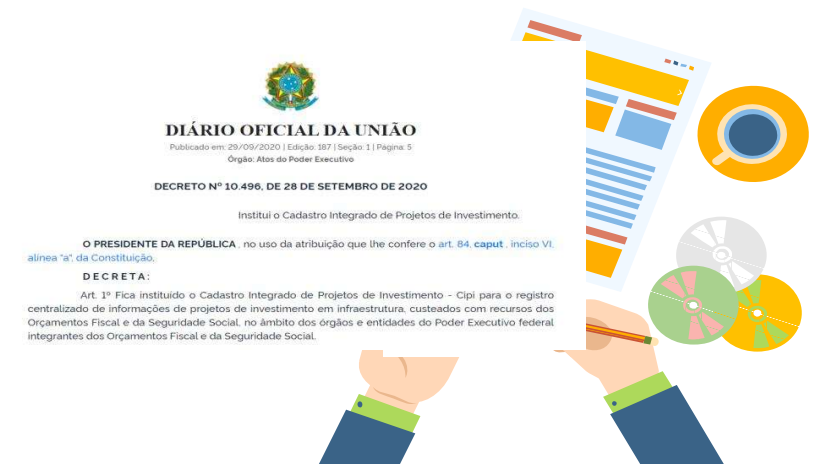 DIÁRIO OFICIAL DA UNIÃO
Publicado em: 29/09/2020 | Edição: 187 | Seção: 1 | Página: 5
Órgão: Atos do Poder Executivo
DECRETO Nº 10.496, DE 28 DE SETEMBRO DE 2020
Institui o Cadastro Integrado de Projetos de Investimento.
O PRESIDENTE DA REPÚBLICA , no uso da atribuição que lhe confere o art. 84, caput , inciso VI,
alínea "a", da Constituição,
D E C R E T A :
Art. 1º Fica instituído o Cadastro Integrado de Projetos de Investimento - Cipi para o registro
centralizado de informações de projetos de investimento em infraestrutura, custeados com recursos dos
Orçamentos Fiscal e da Seguridade Social, no âmbito dos órgãos e entidades do Poder Executivo federal
integrantes dos Orçamentos Fiscal e da Seguridade Social.